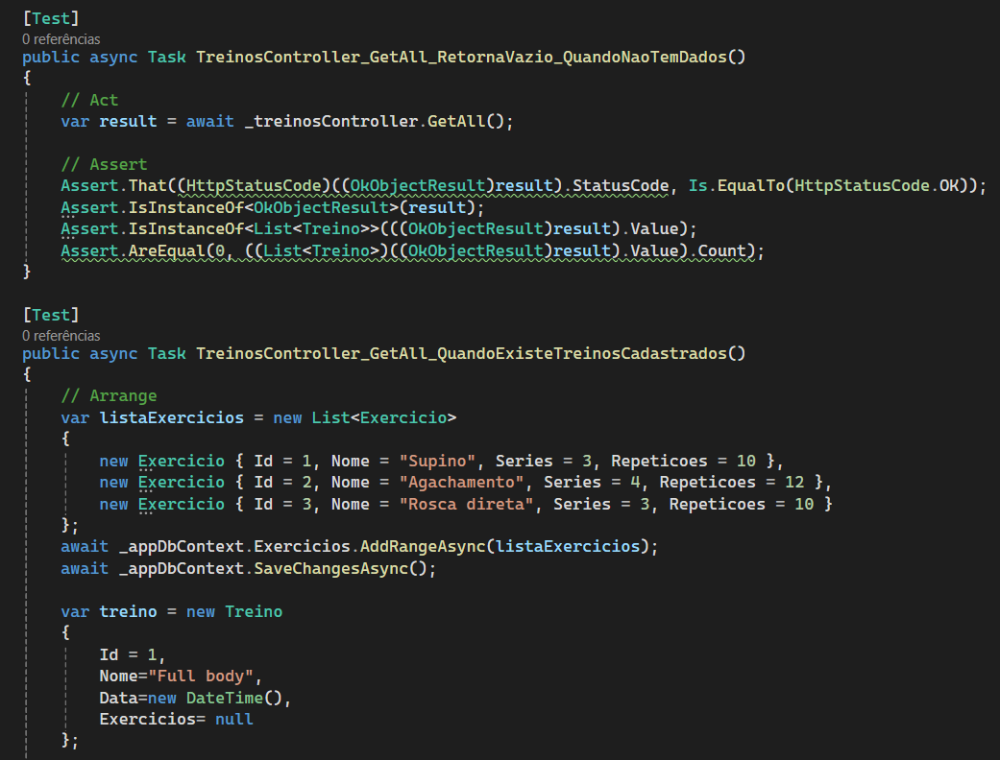 [Test]
0 referências
public async Task TreinosController_GetAll_RetornaVazio_QuandoNaoTemDados()
{
    // Act
    var result = await _treinosController.GetAll();

    // Assert
    Assert.That((HttpStatusCode)((OkObjectResult)result).StatusCode, Is.EqualTo(HttpStatusCode.OK));
    Assert.IsInstanceOf<OkObjectResult>(result);
    Assert.IsInstanceOf<List<Treino>>(((OkObjectResult)result).Value);
    Assert.AreEqual(0, ((List<Treino>)((OkObjectResult)result).Value).Count);
}

[Test]
0 referências
public async Task TreinosController_GetAll_QuandoExisteTreinosCadastrados()
{
    // Arrange
    var listaExercicios = new List<Exercicio>
    {
        new Exercicio { Id = 1, Nome = "Supino", Series = 3, Repeticoes = 10 },
        new Exercicio { Id = 2, Nome = "Agachamento", Series = 4, Repeticoes = 12 },
        new Exercicio { Id = 3, Nome = "Rosca direta", Series = 3, Repeticoes = 10 }
    };
    await _appDbContext.Exercicios.AddRangeAsync(listaExercicios);
    await _appDbContext.SaveChangesAsync();

    var treino = new Treino
    {
        Id = 1,
        Nome="Full body",
        Data=new DateTime(),
        Exercicios= null
    };